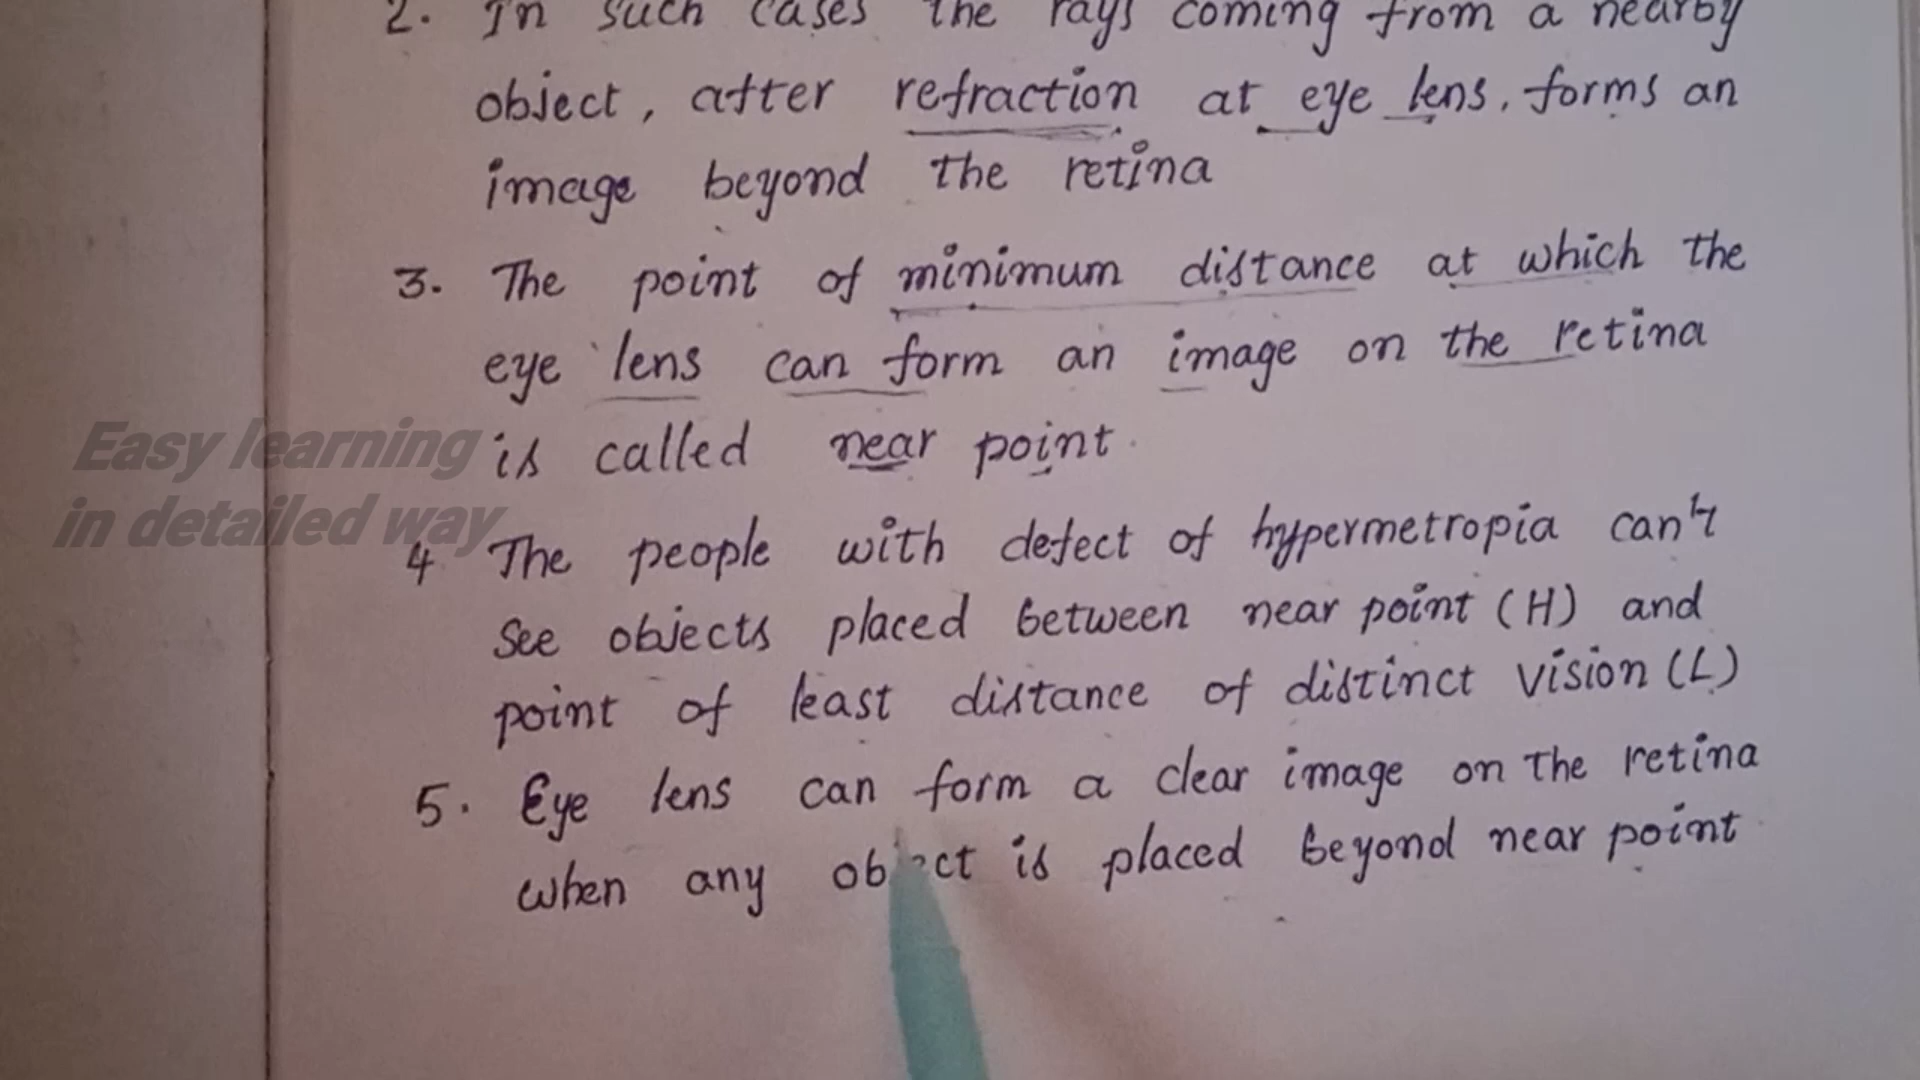 2. In such cases the rays coming from a nearby
object, after refraction at eye lens, forms an
image beyond the retina
3. The point of minimum distance at which the
eye lens can form an image on the retina
is called near point.
Easy learning
in detailed way
4. The people with defect of hypermetropia can't
see objects placed between near point (H) and
point of least distance of distinct vision (L)
5. Eye lens can form a clear image on the retina
when any object is placed beyond near point